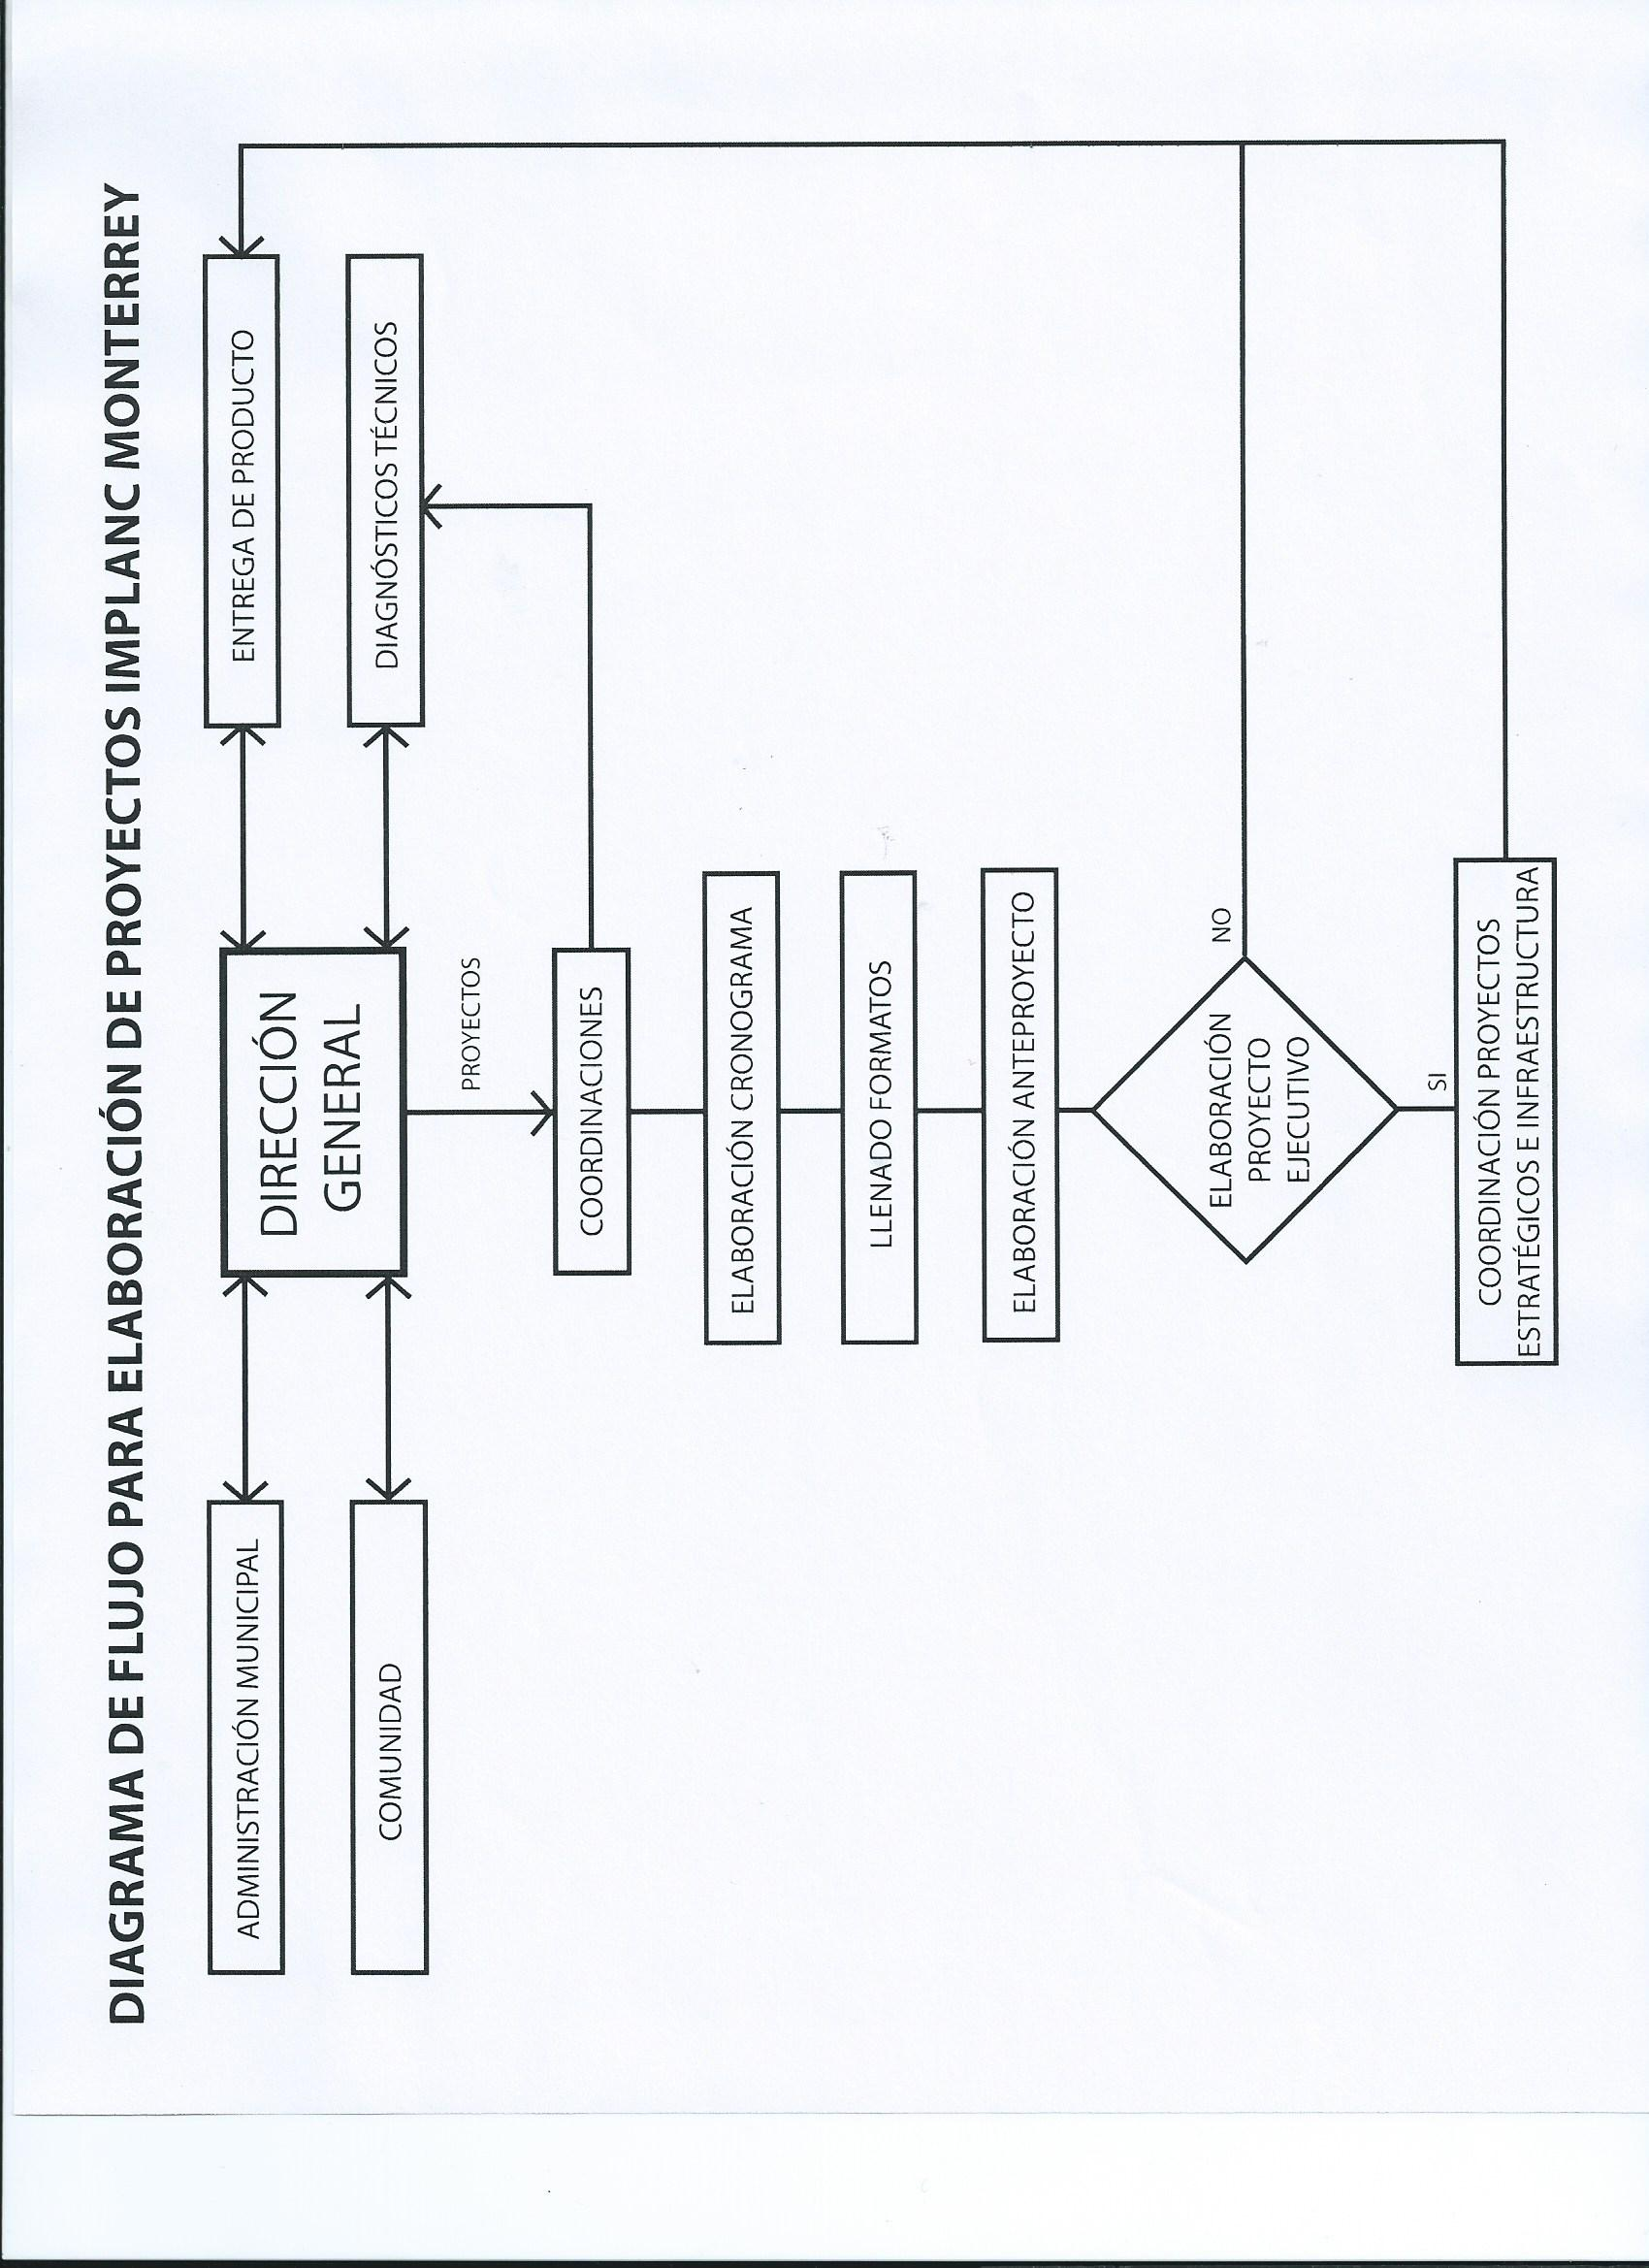 DIAGRAMA DE FLUJO PARA ELABORACIÓN DE PROYECTOS IMPLANC MONTERREY
ADMINISTRACIÓN MUNICIPAL
COMUNIDAD
DIRECCIÓN
GENERAL
ENTREGA DE PRODUCTO
DIAGNÓSTICOS TÉCNICOS
PROYECTOS
COORDINACIONES
ELABORACIÓN CRONOGRAMA
LLENADO FORMATOS
ELABORACIÓN ANTEPROYECTO
ELABORACIÓN
PROYECTO
EJECUTIVO
NO
SI
COORDINACIÓN PROYECTOS
ESTRATÉGICOS E INFRAESTRUCTURA